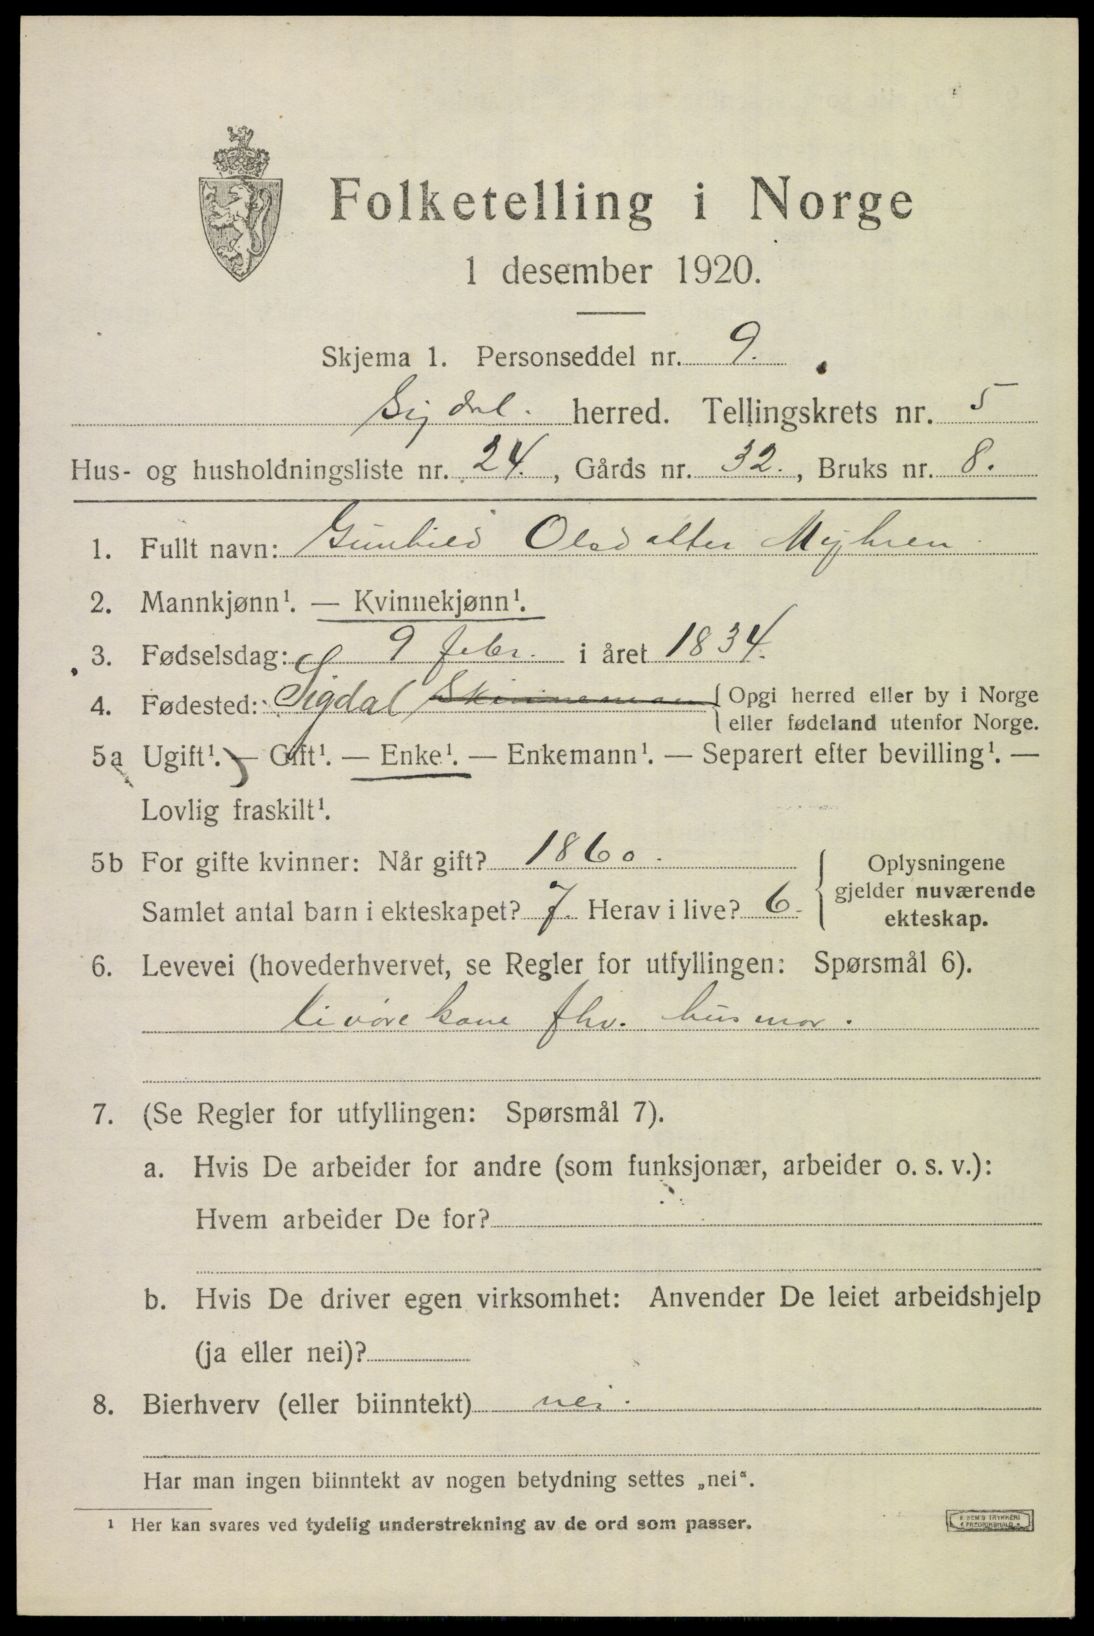 Folketelling i Norge
1 desember 1920.
Skjema 1. Personseddel nr. 9.
Sigdal. herred. Tellingskrets nr. 5
Hus- og husholdningsliste nr. 24., Gårds nr. 32., Bruks nr. 8.
1. Fullt navn: Gunhild Olsdatter Myhren
2. Mannkjønn¹. — Kvinnekjønn¹.
3. Fødselsdag: 9 febr. i året 1834.
4. Fødested: Sigdal { Opgi herred eller by i Norge
eller fødeland utenfor Norge.
5a Ugift¹. — Gift¹. — Enke¹. — Enkemann¹. — Separert efter bevilling¹. —
Lovlig fraskilt¹.
5b For gifte kvinner: Når gift? 1860.
Samlet antal barn i ekteskapet? 7. Herav i live? 6.
Oplysningene
gjelder nuværende
ekteskap.
6. Levevei (hovederhvervet, se Regler for utfyllingen: Spørsmål 6).
Livørekone fhv. husmor.
7. (Se Regler for utfyllingen: Spørsmål 7).
a. Hvis De arbeider for andre (som funksjonær, arbeider o. s. v.):
Hvem arbeider De for?
b. Hvis De driver egen virksomhet: Anvender De leiet arbeidshjelp
(ja eller nei)?
8. Bierhverv (eller biinntekt) nei.
Har man ingen biinntekt av nogen betydning settes „nei“.
¹ Her kan svares ved tydelig understrekning av de ord som passer.